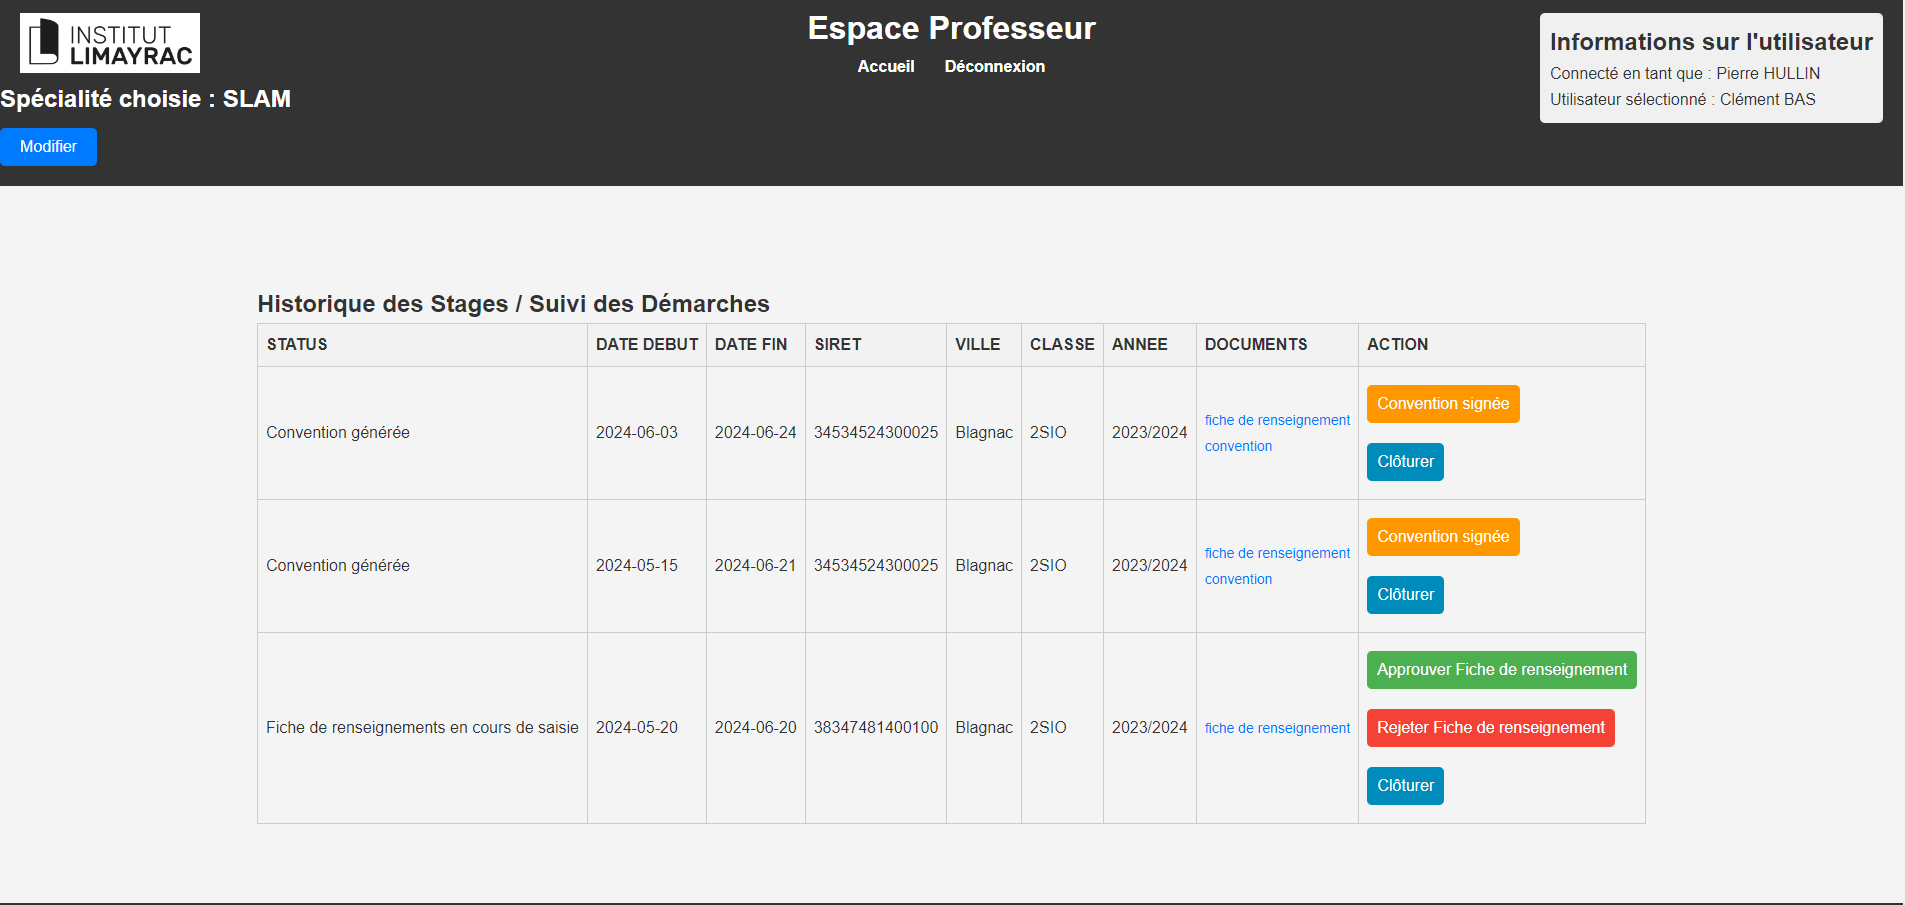 INSTITUT
LIMAYRAC
Espace Professeur
Accueil Déconnexion
Informations sur l'utilisateur
Connecté en tant que : Pierre HULLIN
Utilisateur sélectionné : Clément BAS
Spécialité choisie : SLAM
Modifier
Historique des Stages / Suivi des Démarches
STATUS DATE DEBUT DATE FIN SIRET VILLE CLASSE ANNEE DOCUMENTS ACTION
Convention générée 2024-06-03 2024-06-24 34534524300025 Blagnac 2SIO 2023/2024 fiche de renseignement
convention
Convention signée
Clôturer
Convention générée 2024-05-15 2024-06-21 34534524300025 Blagnac 2SIO 2023/2024 fiche de renseignement
convention
Convention signée
Clôturer
Fiche de renseignements en cours de saisie 2024-05-20 2024-06-20 38347481400100 Blagnac 2SIO 2023/2024 fiche de renseignement
Approuver Fiche de renseignement
Rejeter Fiche de renseignement
Clôturer